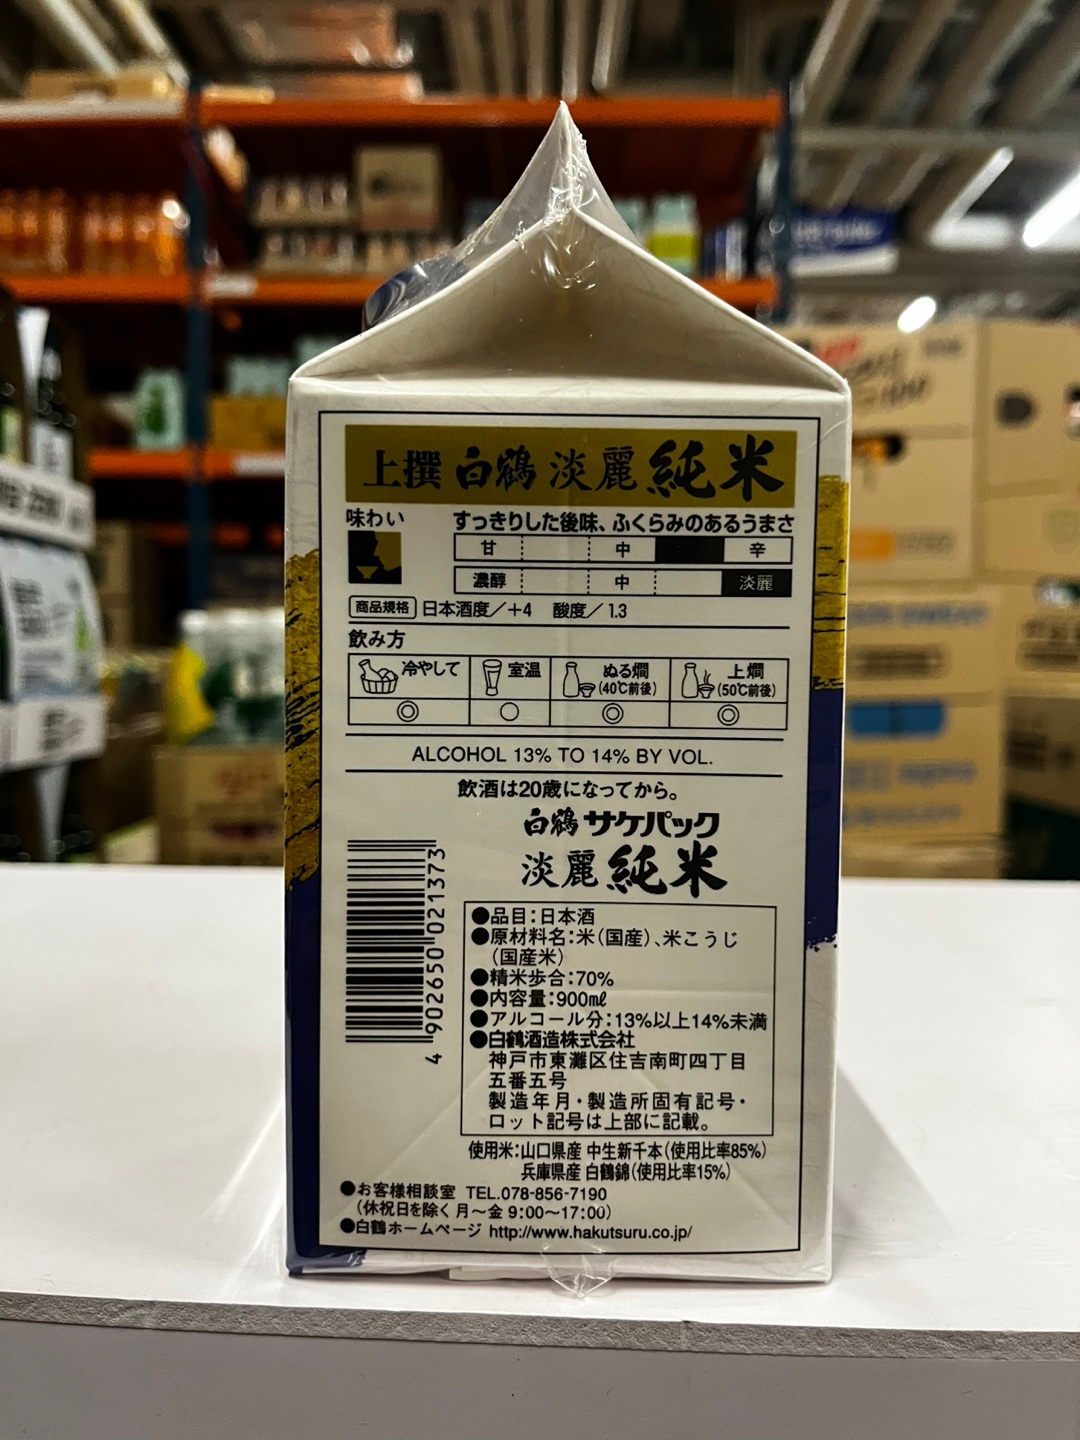 上撰 白鶴 淡麗 純米
味わい
すっきりした後味、ふくらみのあるうまさ
甘 中 辛
濃醇 中 淡麗
商品規格 日本酒度/+4 酸度/1.3
飲み方
冷やして 室温 ぬる燗(40℃前後) 上燗(50℃前後)
◎ ○ ◎ ◎
ALCOHOL 13% TO 14% BY VOL.
飲酒は20歳になってから。
白鶴 サケパック
淡麗 純米
4 902650 021373
●品目:日本酒
●原材料名:米(国産)、米こうじ
(国産米)
●精米歩合:70%
●内容量:900㎖
●アルコール分:13%以上14%未満
●白鶴酒造株式会社
神戸市東灘区住吉南町四丁目
五番五号
製造年月・製造所固有記号・
ロット記号は上部に記載。
使用米:山口県産 中生新千本(使用比率85%)
兵庫県産 白鶴錦(使用比率15%)
●お客様相談室 TEL.078-856-7190
(休祝日を除く 月〜金 9:00〜17:00)
●白鶴ホームページ http://www.hakutsuru.co.jp/